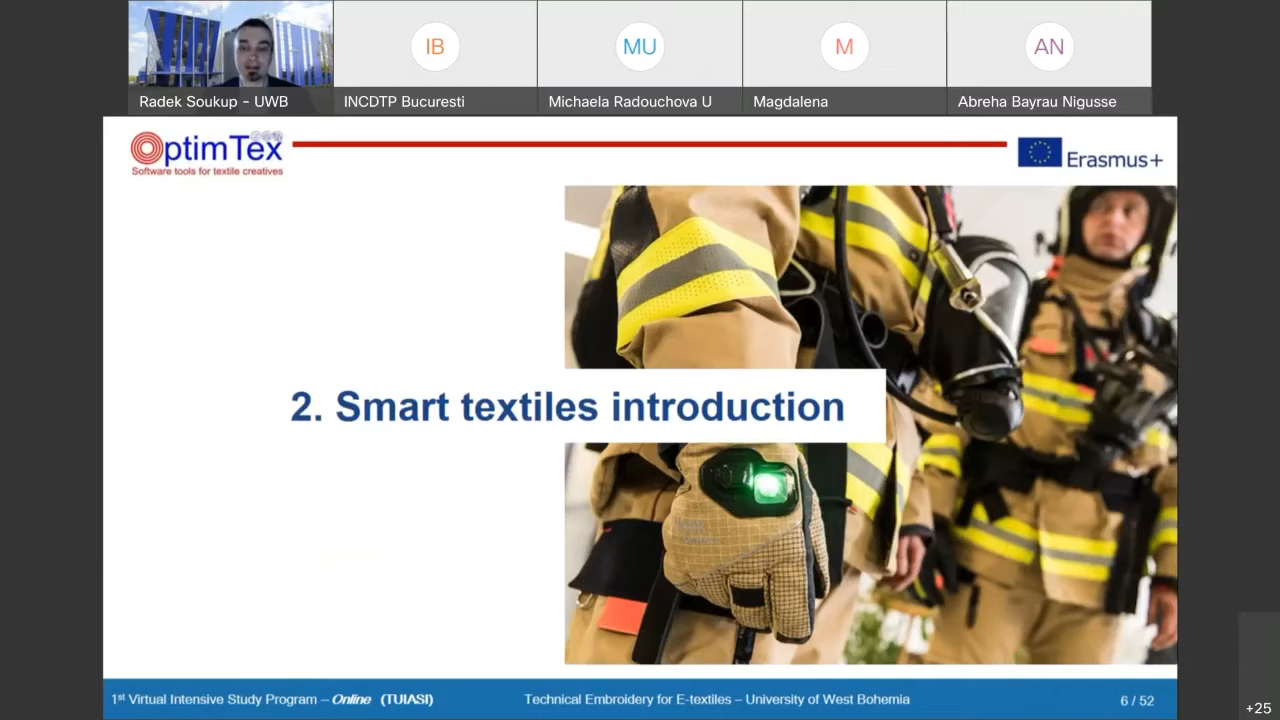 IB
MU
M
AN
Radek Soukup - UWB
INCDTP Bucuresti
Michaela Radouchova U
Magdalena
Abreha Bayrau Nigusse
OptimTex
Software tools for textile creatives
Erasmus+
2. Smart textiles introduction
1st Virtual Intensive Study Program – Online (TUIASI)
Technical Embroidery for E-textiles – University of West Bohemia
6 / 52
+25